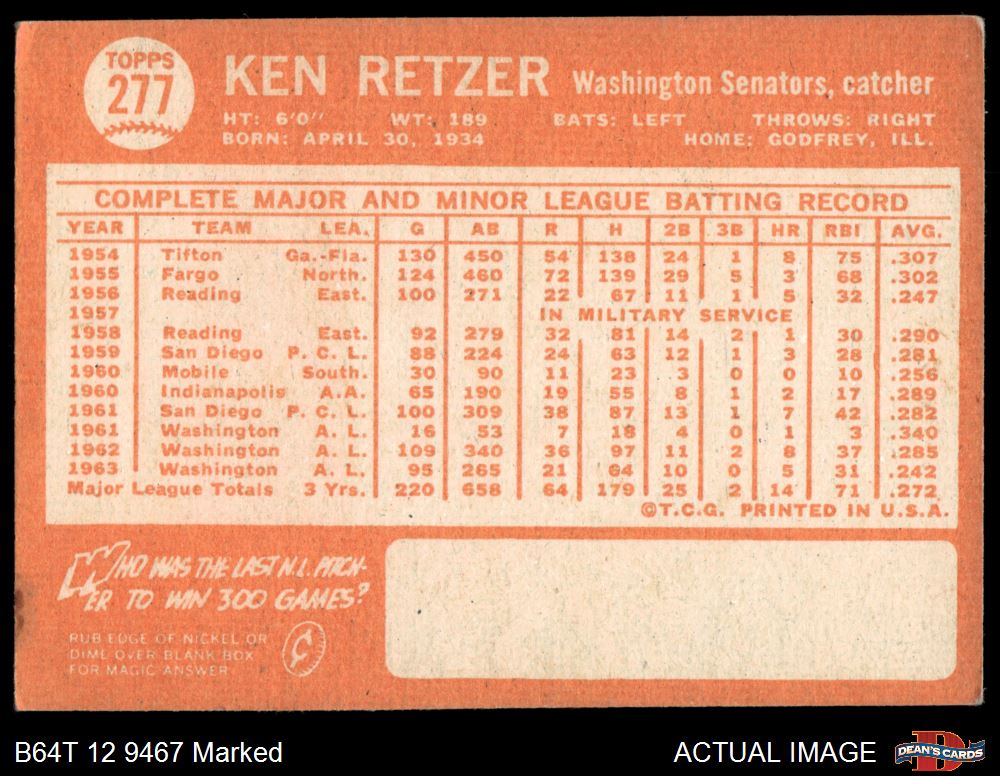 TOPPS
277
KEN RETZER Washington Senators, catcher
HT: 6'0" WT: 189 BATS: LEFT THROWS: RIGHT
BORN: APRIL 30, 1934 HOME: GODFREY, ILL.
COMPLETE MAJOR AND MINOR LEAGUE BATTING RECORD
YEAR TEAM LEA. G AB R H 2B 3B HR RBI AVG.
1954 Tifton Ga.-Fla. 130 450 54 138 24 1 8 75 .307
1955 Fargo North. 124 460 72 139 29 5 3 68 .302
1956 Reading East. 100 271 22 67 11 1 5 32 .247
1957 IN MILITARY SERVICE
1958 Reading East. 92 279 32 81 14 2 1 30 .290
1959 San Diego P. C. L. 88 224 24 63 12 1 3 28 .281
1960 Mobile South. 30 90 11 23 3 0 0 10 .256
1960 Indianapolis A.A. 65 190 19 55 8 1 2 17 .289
1961 San Diego P. C. L. 100 309 38 87 13 1 7 42 .282
1961 Washington A. L. 16 53 7 18 4 0 1 3 .340
1962 Washington A. L. 109 340 36 97 11 2 8 37 .285
1963 Washington A. L. 95 265 21 64 10 0 5 31 .242
Major League Totals 3 Yrs. 220 658 64 179 25 2 14 71 .272
©T.C.G. PRINTED IN U.S.A.
WHO WAS THE LAST N.L. PITCH-
ER TO WIN 300 GAMES?
RUB EDGE OF NICKEL OR
DIME OVER BLANK BOX
FOR MAGIC ANSWER
B64T 12 9467 Marked ACTUAL IMAGE DEAN'S CARDS